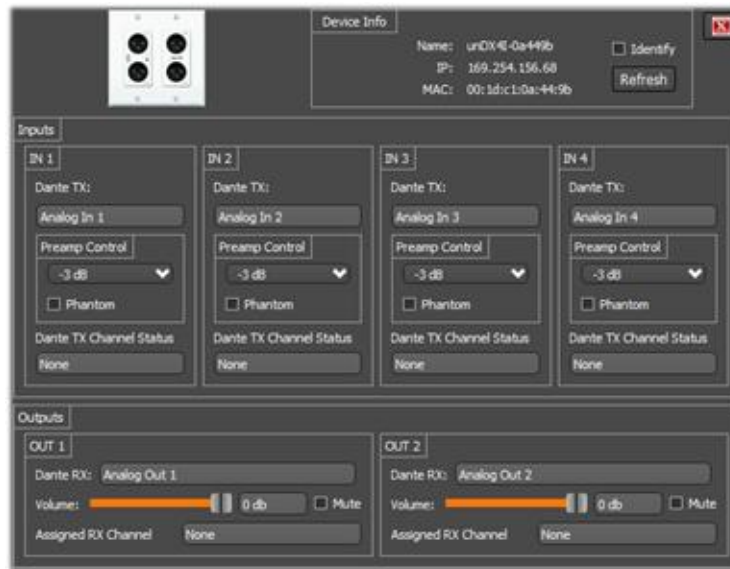 Device Info
Name: unDX4I-0a449b
Identify
IP: 169.254.156.68
Refresh
MAC: 00:1d:c1:0a:44:9b
X
Inputs
IN 1
Dante TX:
Analog In 1
Preamp Control
-3 dB
Phantom
Dante TX Channel Status
None
IN 2
Dante TX:
Analog In 2
Preamp Control
-3 dB
Phantom
Dante TX Channel Status
None
IN 3
Dante TX:
Analog In 3
Preamp Control
-3 dB
Phantom
Dante TX Channel Status
None
IN 4
Dante TX:
Analog In 4
Preamp Control
-3 dB
Phantom
Dante TX Channel Status
None
Outputs
OUT 1
Dante RX: Analog Out 1
Volume: 0 db Mute
Assigned RX Channel None
OUT 2
Dante RX: Analog Out 2
Volume: 0 db Mute
Assigned RX Channel None